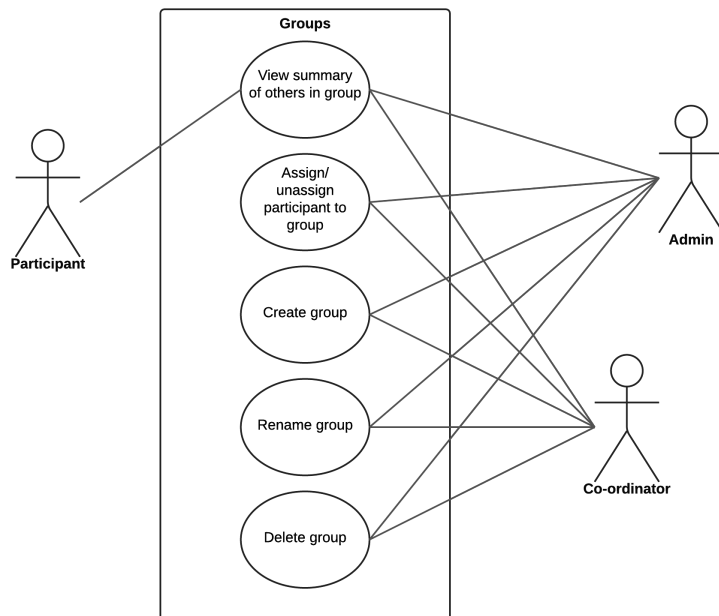 Groups
View summary
of others in group
Assign/
unassign
participant to
group
Create group
Rename group
Delete group
Participant
Admin
Co-ordinator